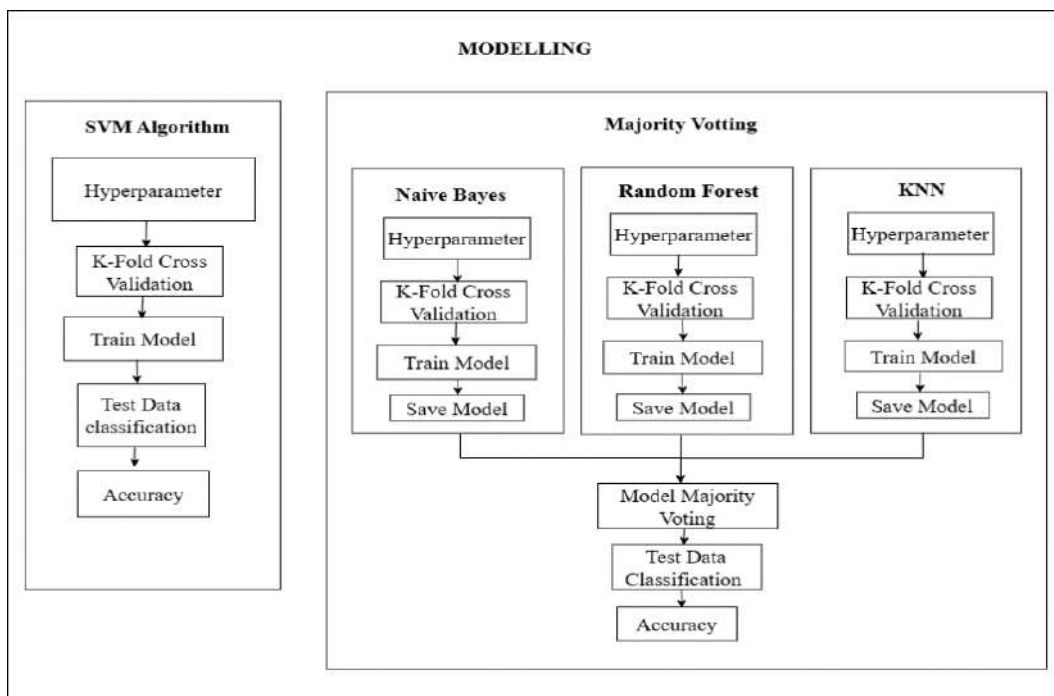 MODELLING
SVM Algorithm
Hyperparameter
K-Fold Cross
Validation
Train Model
Test Data
classification
Accuracy
Majority Votting
Naive Bayes
Hyperparameter
K-Fold Cross
Validation
Train Model
Save Model
Random Forest
Hyperparameter
K-Fold Cross
Validation
Train Model
Save Model
KNN
Hyperparameter
K-Fold Cross
Validation
Train Model
Save Model
Model Majority
Voting
Test Data
Classification
Accuracy